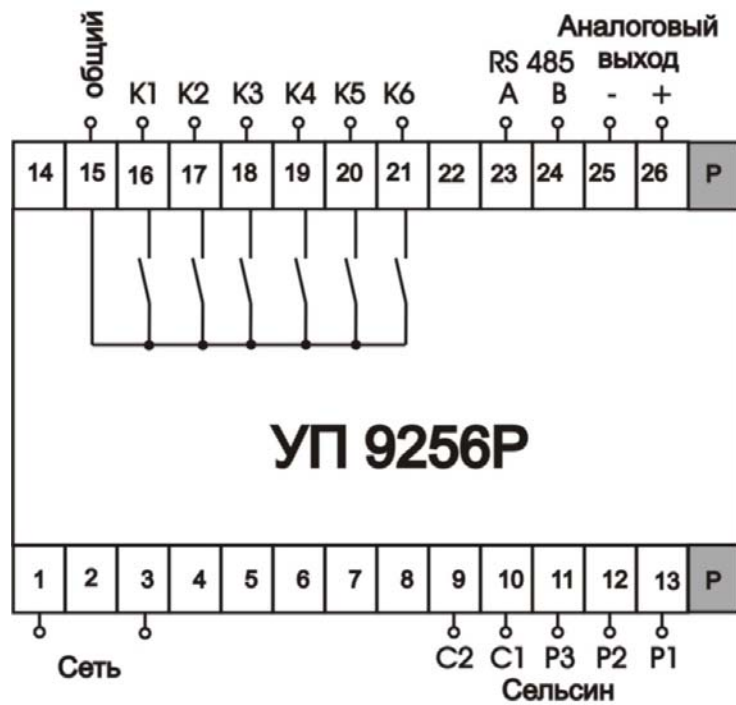 Аналоговый
общий
RS 485 выход
K1 K2 K3 K4 K5 K6 A B - +
14 15 16 17 18 19 20 21 22 23 24 25 26 P
УП 9256Р
1 2 3 4 5 6 7 8 9 10 11 12 13 P
Сеть
C2 C1 P3 P2 P1
Сельсин